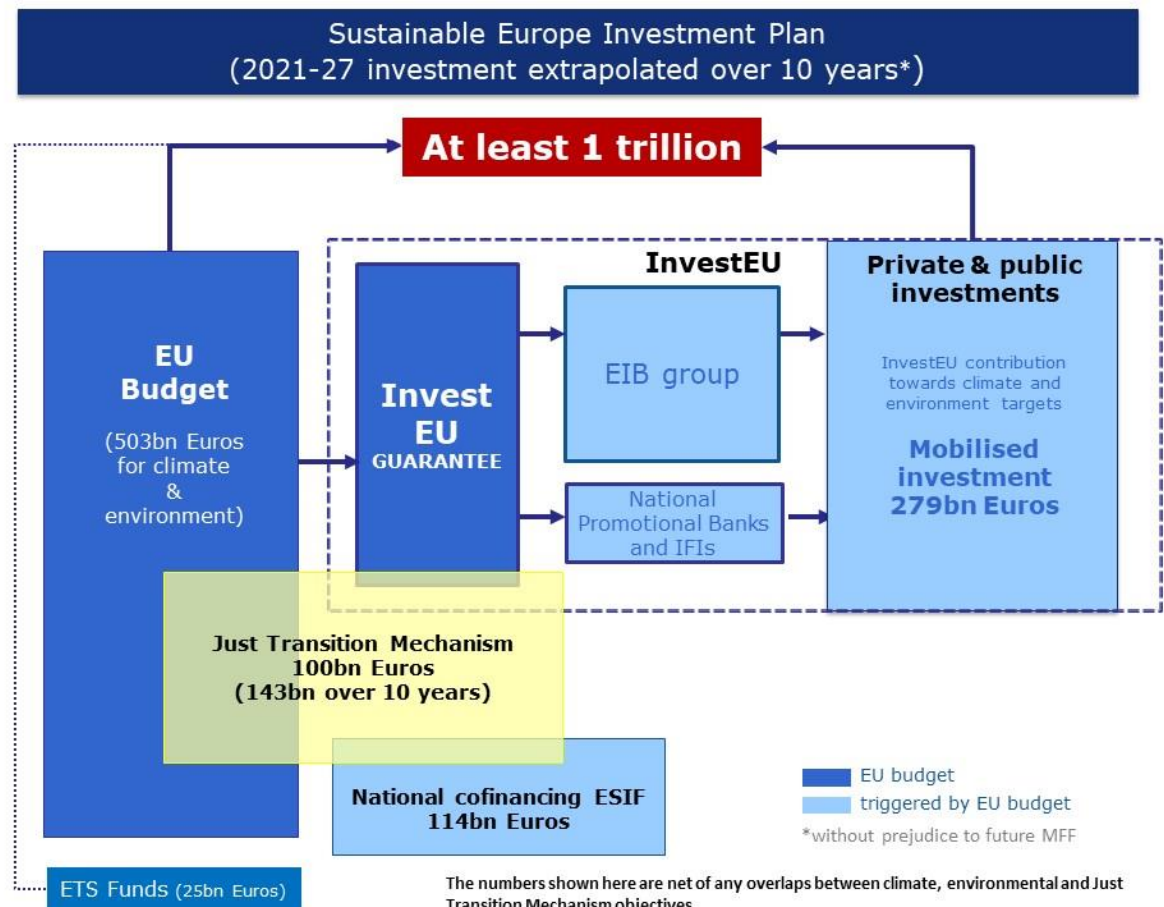 Sustainable Europe Investment Plan
(2021-27 investment extrapolated over 10 years*)
At least 1 trillion
EU
Budget
(503bn Euros
for climate
&
environment)
Invest
EU
GUARANTEE
InvestEU
EIB group
National
Promotional Banks
and IFIs
Private & public
investments
InvestEU contribution
towards climate and
environment targets
Mobilised
investment
279bn Euros
Just Transition Mechanism
100bn Euros
(143bn over 10 years)
National cofinancing ESIF
114bn Euros
EU budget
triggered by EU budget
*without prejudice to future MFF
ETS Funds (25bn Euros)
The numbers shown here are net of any overlaps between climate, environmental and Just
Transition Mechanism objectives